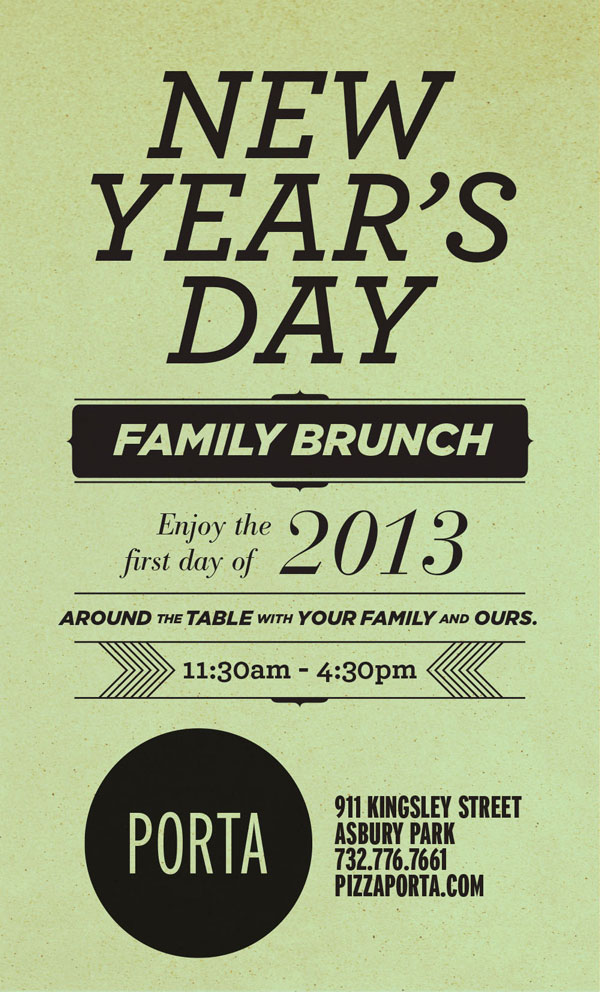 NEW
YEAR’S
DAY
FAMILY BRUNCH
Enjoy the
first day of 2013
AROUND THE TABLE WITH YOUR FAMILY AND OURS.
11:30am - 4:30pm
PORTA
911 KINGSLEY STREET
ASBURY PARK
732.776.7661
PIZZAPORTA.COM